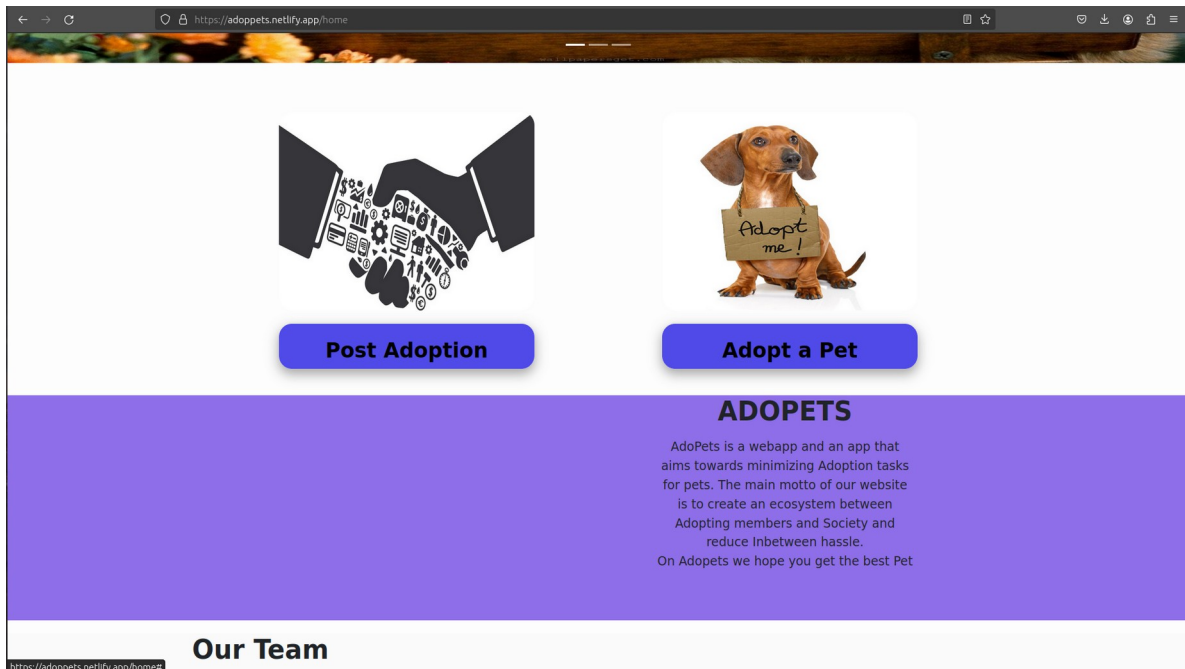 https://adoppets.netlify.app/home
Adopt
me!
Post Adoption
Adopt a Pet
ADOPETS
AdoPets is a webapp and an app that
aims towards minimizing Adoption tasks
for pets. The main motto of our website
is to create an ecosystem between
Adopting members and Society and
reduce Inbetween hassle.
On Adopets we hope you get the best Pet
Our Team
https://adoppets.netlify.app/home#